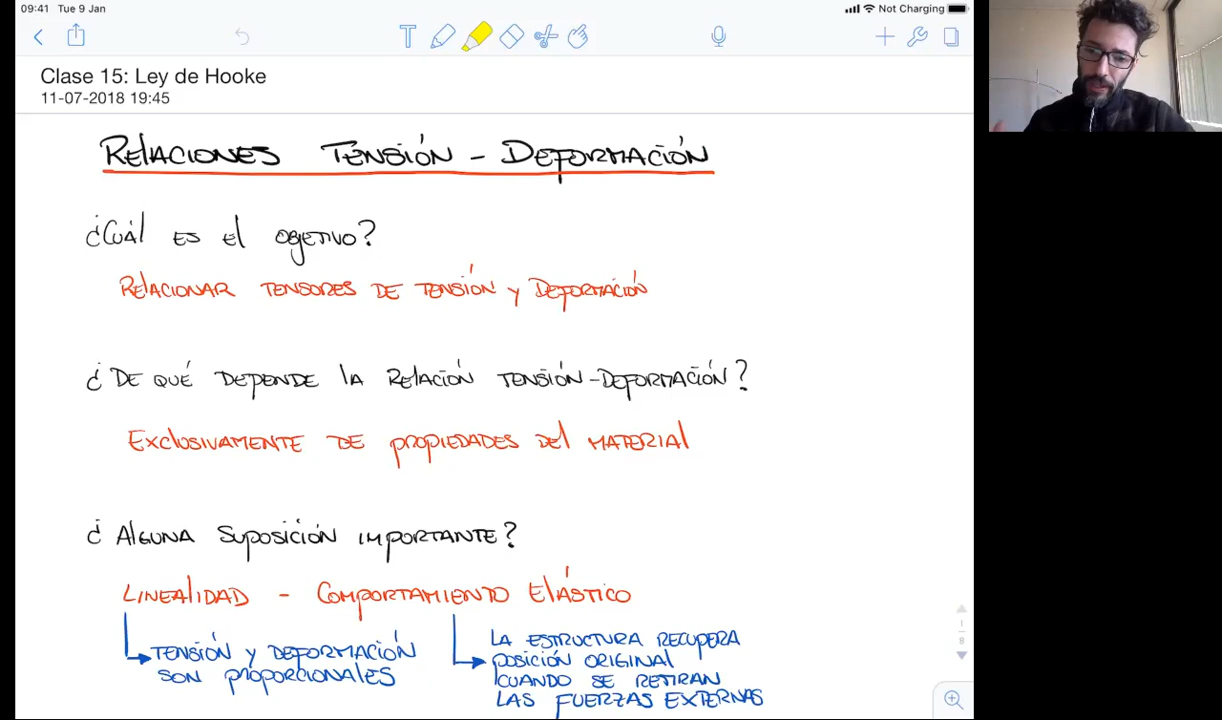 09:41 Tue 9 Jan
Not Charging
T
Clase 15: Ley de Hooke
11-07-2018 19:45
RELACIONES TENSIÓN - DEFORMACIÓN
¿Cuál es el ogjetivo?
RELACIONAR TENSORES DE TENSIÓN y DEFORMACIÓN
¿DE QUÉ DEPENDE LA RELACIÓN TENSIÓN-DEFORMACIÓN?
EXCLUSIVAMENTE DE PROPIEDADES DEL MATERIAL
¿ALGUNA SUPOSICIÓN IMPORTANTE?
LINEALIDAD - COMPORTAMIENTO ELÁSTICO
TENSIÓN y DEFORMACIÓN
SON PROPORCIONALES
LA ESTRUCTURA RECUPERA
POSICIÓN ORIGINAL
CUANDO SE RETIRAN
LAS FUERZAS EXTERNAS
1
8